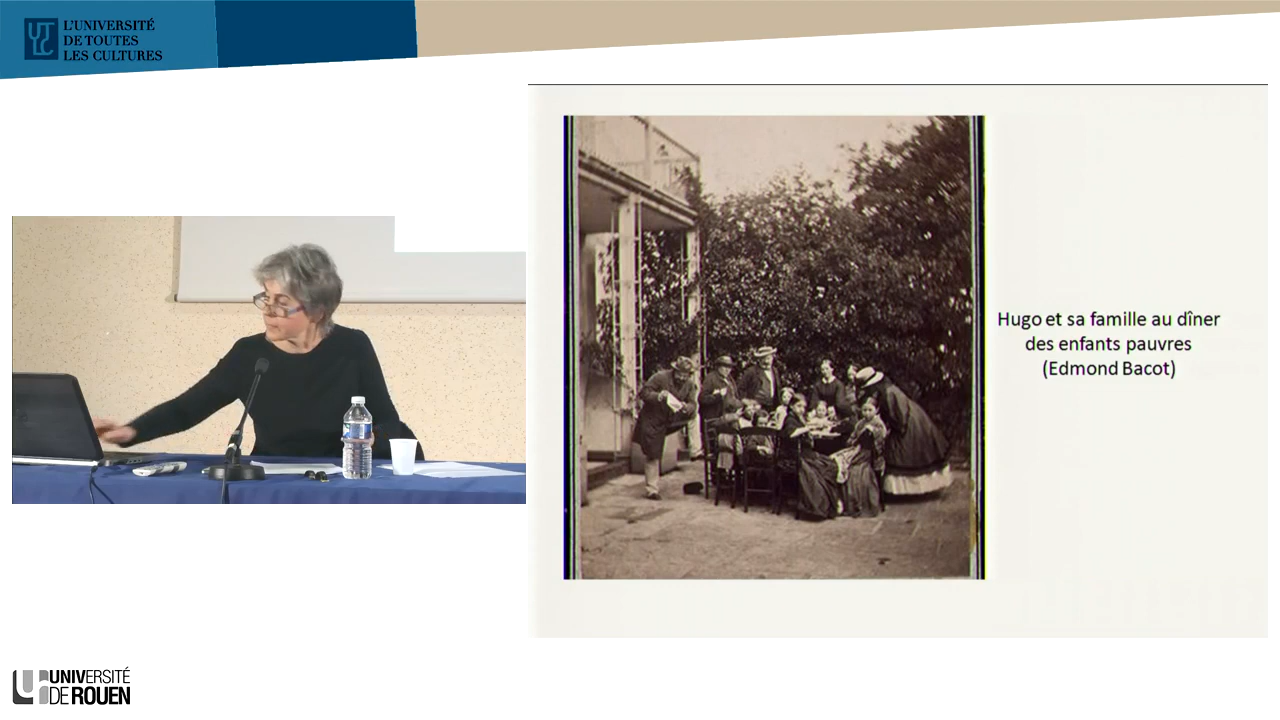 L'UNIVERSITÉ
DE TOUTES
LES CULTURES
Hugo et sa famille au dîner
des enfants pauvres
(Edmond Bacot)
UNIVERSITÉ
DE ROUEN